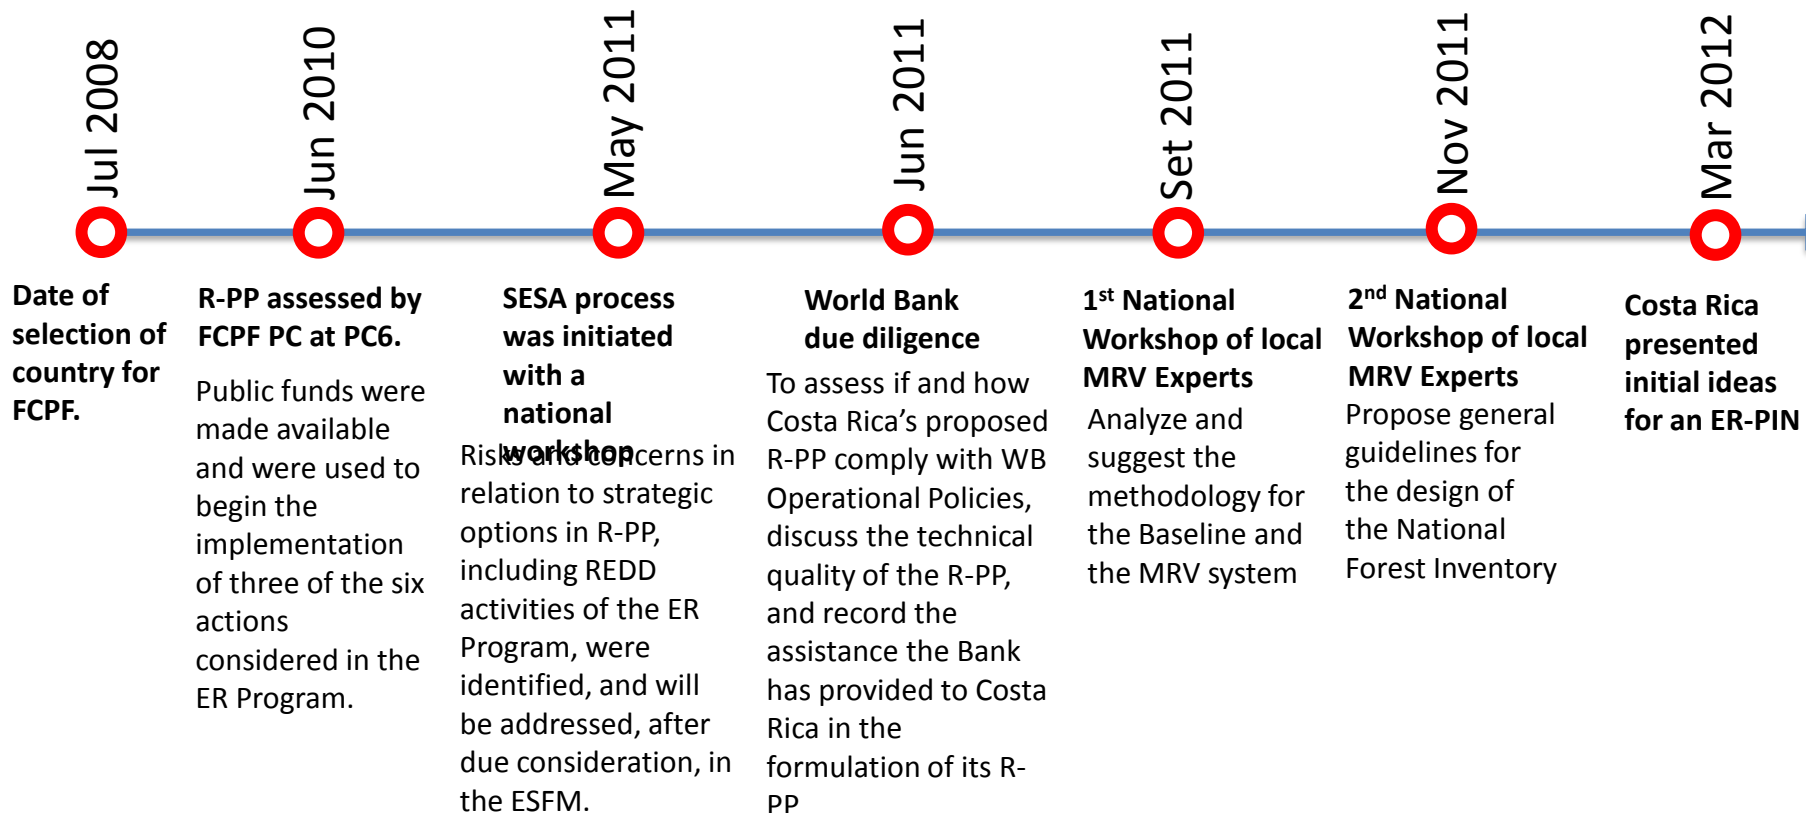 Jul 2008
Jun 2010
May 2011
Jun 2011
Set 2011
Nov 2011
Mar 2012
Date of
selection of
country for
FCPF.
R-PP assessed by
FCPF PC at PC6.
Public funds were
made available
and were used to
begin the
implementation
of three of the six
actions
considered in the
ER Program.
SESA process
was initiated
with a
national
workshop
Risks and concerns in
relation to strategic
options in R-PP,
including REDD
activities of the ER
Program, were
identified, and will
be addressed, after
due consideration, in
the ESFM.
World Bank
due diligence
To assess if and how
Costa Rica’s proposed
R-PP comply with WB
Operational Policies,
discuss the technical
quality of the R-PP,
and record the
assistance the Bank
has provided to Costa
Rica in the
formulation of its R-
PP
1st National
Workshop of local
MRV Experts
Analyze and
suggest the
methodology for
the Baseline and
the MRV system
2nd National
Workshop of local
MRV Experts
Propose general
guidelines for
the design of
the National
Forest Inventory
Costa Rica
presented
initial ideas
for an ER-PIN